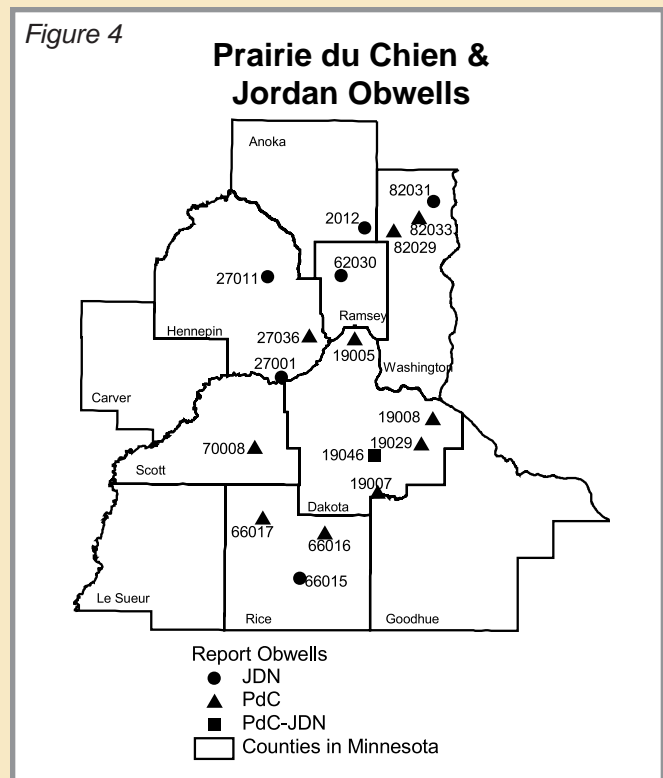 Figure 4
Prairie du Chien &
Jordan Obwells
Anoka
82031
2012
82033
82029
62030
27011
Ramsey
Hennepin
27036
19005
Washington
27001
Carver
19008
70008
19029
19046
Scott
19007
Dakota
66017
66016
66015
Le Sueur
Rice
Goodhue
Report Obwells
JDN
PdC
PdC-JDN
Counties in Minnesota